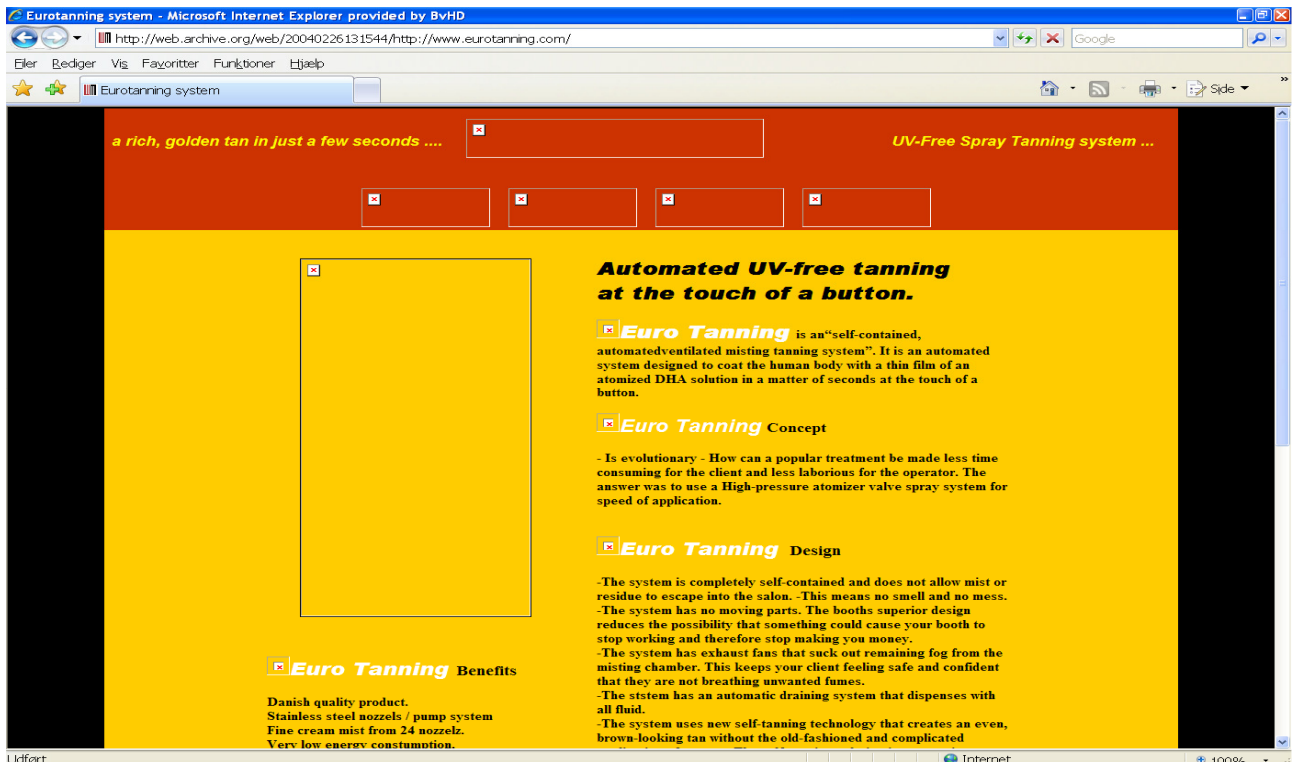 Eurotanning system - Microsoft Internet Explorer provided by BvHD
http://web.archive.org/web/20040226131544/http://www.eurotanning.com/
Google
Filer Rediger Vis Favoritter Funktioner Hjælp
Eurotanning system
Side
a rich, golden tan in just a few seconds ....
UV-Free Spray Tanning system ...
Automated UV-free tanning
at the touch of a button.
Euro Tanning is an“self-contained,
automatedventilated misting tanning system”. It is an automated
system designed to coat the human body with a thin film of an
atomized DHA solution in a matter of seconds at the touch of a
button.
Euro Tanning Concept
- Is evolutionary - How can a popular treatment be made less time
consuming for the client and less laborious for the operator. The
answer was to use a High-pressure atomizer valve spray system for
speed of application.
Euro Tanning Design
-The system is completely self-contained and does not allow mist or
residue to escape into the salon. -This means no smell and no mess.
-The system has no moving parts. The booths superior design
reduces the possibility that something could cause your booth to
stop working and therefore stop making you money.
-The system has exhaust fans that suck out remaining fog from the
misting chamber. This keeps your client feeling safe and confident
that they are not breathing unwanted fumes.
-The ststem has an automatic draining system that dispenses with
all fluid.
-The system uses new self-tanning technology that creates an even,
brown-looking tan without the old-fashioned and complicated
Euro Tanning Benefits
Danish quality product.
Stainless steel nozzels / pump system
Fine cream mist from 24 nozzelz.
Very low energy constumption.
Udført
Internet
100%